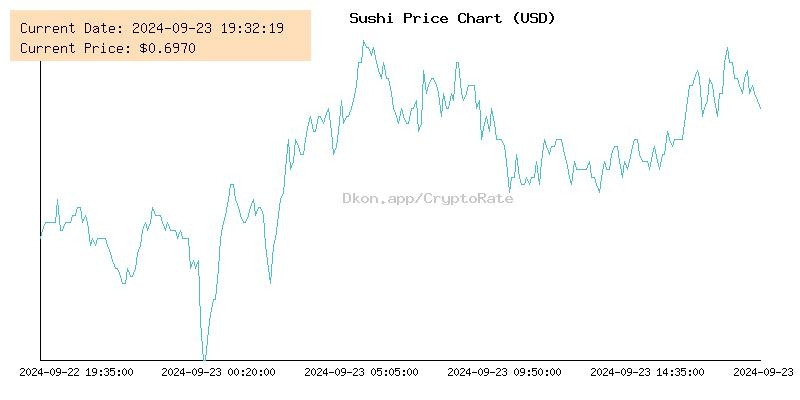 Sushi Price Chart (USD)
Current Date: 2024-09-23 19:32:19
Current Price: $0.6970
Dkon.app/CryptoRate
2024-09-22 19:35:00
2024-09-23 00:20:00
2024-09-23 05:05:00
2024-09-23 09:50:00
2024-09-23 14:35:00
2024-09-23